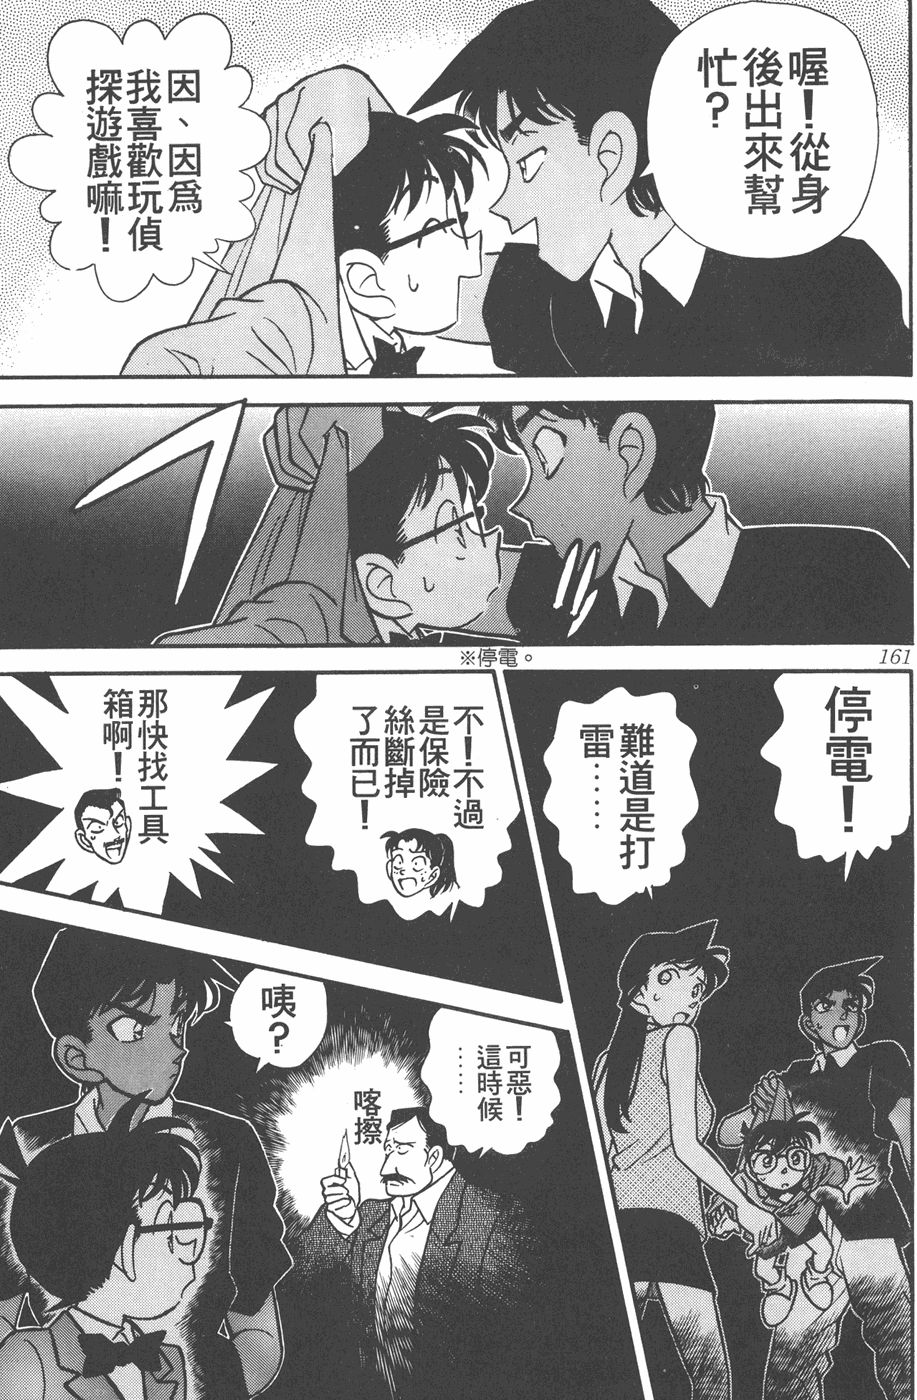 喔！從身
後出來幫
忙？
因、因爲
我喜歡玩偵
探遊戲嘛！
※停電。
161
停電！
難道是打
雷……
不！不過
是保險
絲斷掉
了而已！
那快找工具
箱啊！
可惡！
這時候
……
喀擦
咦？